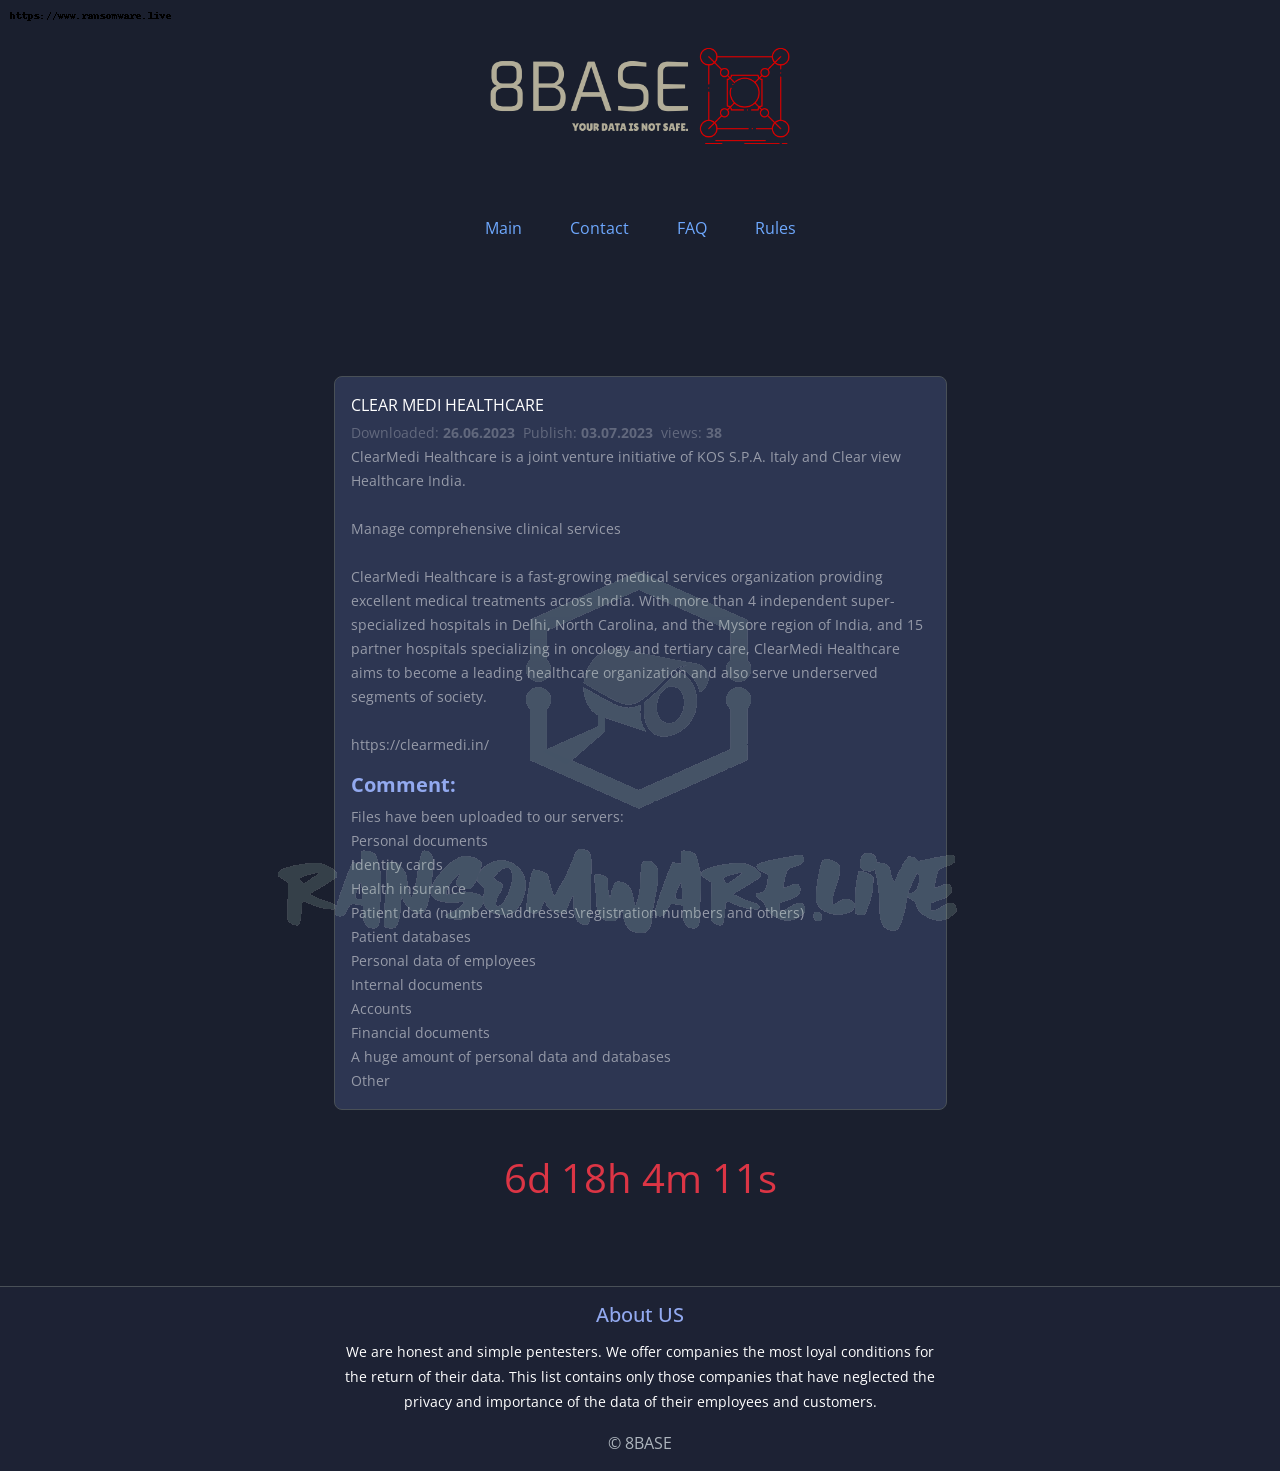 https://www.ransomware.live
8BASE
YOUR DATA IS NOT SAFE.
Main Contact FAQ Rules
CLEAR MEDI HEALTHCARE
Downloaded: 26.06.2023 Publish: 03.07.2023 views: 38
ClearMedi Healthcare is a joint venture initiative of KOS S.P.A. Italy and Clear view
Healthcare India.
Manage comprehensive clinical services
ClearMedi Healthcare is a fast-growing medical services organization providing
excellent medical treatments across India. With more than 4 independent super-
specialized hospitals in Delhi, North Carolina, and the Mysore region of India, and 15
partner hospitals specializing in oncology and tertiary care, ClearMedi Healthcare
aims to become a leading healthcare organization and also serve underserved
segments of society.
https://clearmedi.in/
Comment:
Files have been uploaded to our servers:
Personal documents
Identity cards
Health insurance
RANSOMWARE.LIVE
Patient data (numbers\addresses\registration numbers and others)
Patient databases
Personal data of employees
Internal documents
Accounts
Financial documents
A huge amount of personal data and databases
Other
6d 18h 4m 11s
About US
We are honest and simple pentesters. We offer companies the most loyal conditions for
the return of their data. This list contains only those companies that have neglected the
privacy and importance of the data of their employees and customers.
© 8BASE